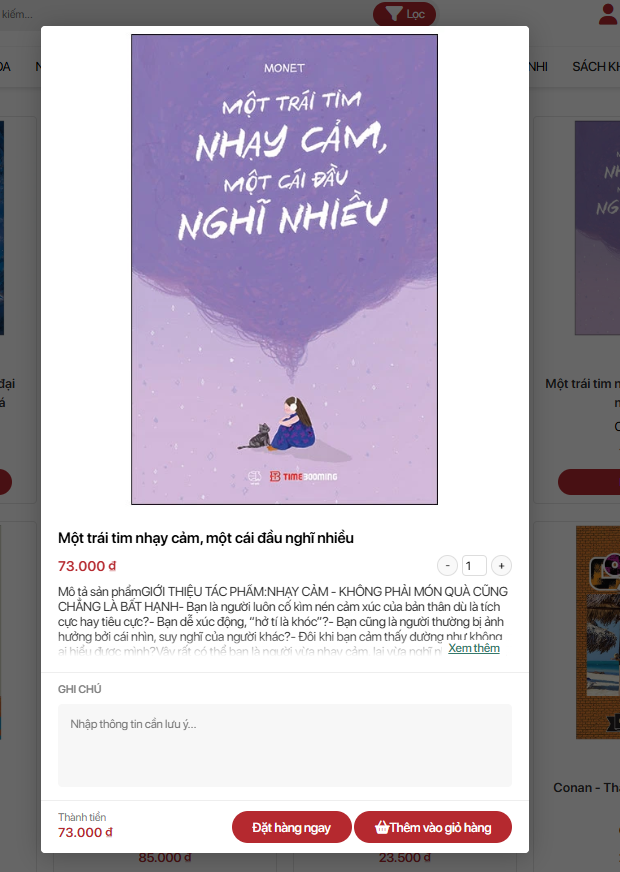 kiếm...
Lọc
NHI
SÁCH
MONET
MỘT TRÁI TIM
NHẠY CẢM,
MỘT CÁI ĐẦU
NGHĨ NHIỀU
TIMEBOOMING
đại
Một trái tim
Một trái tim nhạy cảm, một cái đầu nghĩ nhiều
73.000 đ
- 1 +
Mô tả sản phẩmGIỚI THIỆU TÁC PHẨM:NHẠY CẢM - KHÔNG PHẢI MÓN QUÀ CŨNG
CHẲNG LÀ BẤT HẠNH- Bạn là người luôn cố kìm nén cảm xúc của bản thân dù là tích
cực hay tiêu cực?- Bạn dễ xúc động, “hở tí là khóc”?- Bạn cũng là người thường bị ảnh
hưởng bởi cái nhìn, suy nghĩ của người khác?- Đôi khi bạn cảm thấy dường như không
ai hiểu được mình?Vậy rất có thể bạn là người vừa nhạy cảm, lại vừa nghĩ Xem thêm
GHI CHÚ
Nhập thông tin cần lưu ý...
Conan -
Thành tiền
73.000 đ
Đặt hàng ngay
Thêm vào giỏ hàng
85.000 đ
23.500 đ